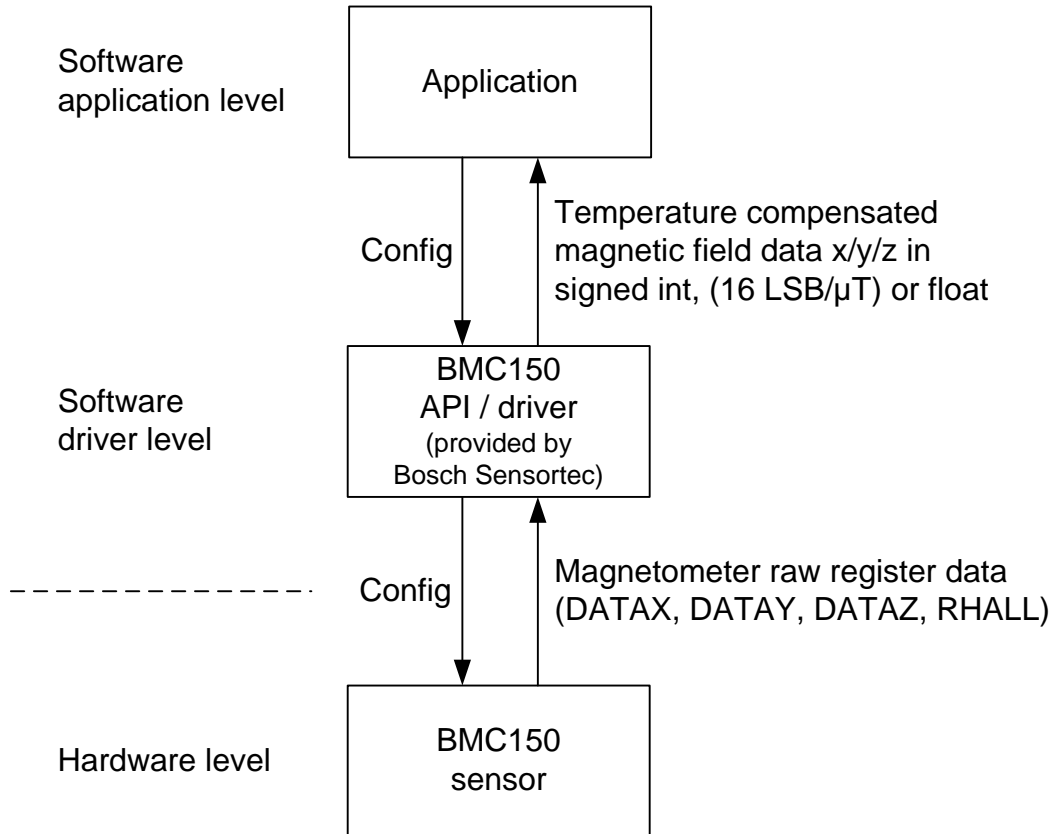 Software
application level
Application
Config
Temperature compensated
magnetic field data x/y/z in
signed int, (16 LSB/µT) or float
Software
driver level
BMC150
API / driver
(provided by
Bosch Sensortec)
Config
Magnetometer raw register data
(DATAX, DATAY, DATAZ, RHALL)
Hardware level
BMC150
sensor